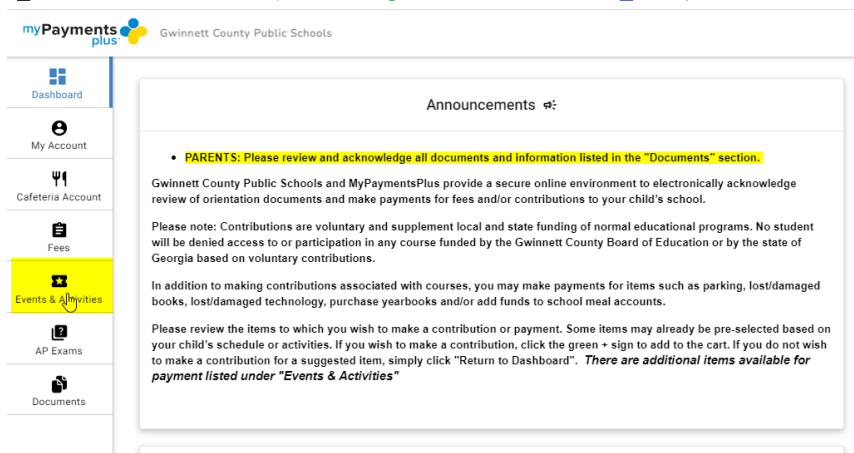 myPayments plus
Gwinnett County Public Schools
Dashboard
My Account
Cafeteria Account
Fees
Events & Activities
AP Exams
Documents
Announcements
• PARENTS: Please review and acknowledge all documents and information listed in the "Documents" section.
Gwinnett County Public Schools and MyPaymentsPlus provide a secure online environment to electronically acknowledge
review of orientation documents and make payments for fees and/or contributions to your child's school.
Please note: Contributions are voluntary and supplement local and state funding of normal educational programs. No student
will be denied access to or participation in any course funded by the Gwinnett County Board of Education or by the state of
Georgia based on voluntary contributions.
In addition to making contributions associated with courses, you may make payments for items such as parking, lost/damaged
books, lost/damaged technology, purchase yearbooks and/or add funds to school meal accounts.
Please review the items to which you wish to make a contribution or payment. Some items may already be pre-selected based on
your child's schedule or activities. If you wish to make a contribution, click the green + sign to add to the cart. If you do not wish
to make a contribution for a suggested item, simply click "Return to Dashboard". There are additional items available for
payment listed under "Events & Activities"